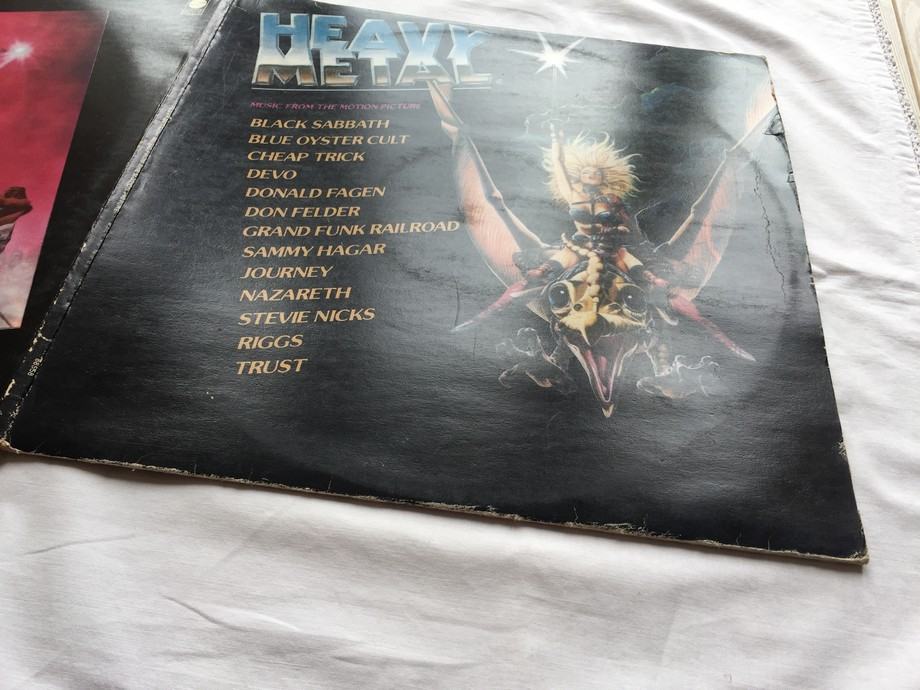 HEAVY
METAL
MUSIC FROM THE MOTION PICTURE
BLACK SABBATH
BLUE OYSTER CULT
CHEAP TRICK
DEVO
DONALD FAGEN
DON FELDER
GRAND FUNK RAILROAD
SAMMY HAGAR
JOURNEY
NAZARETH
STEVIE NICKS
RIGGS
TRUST